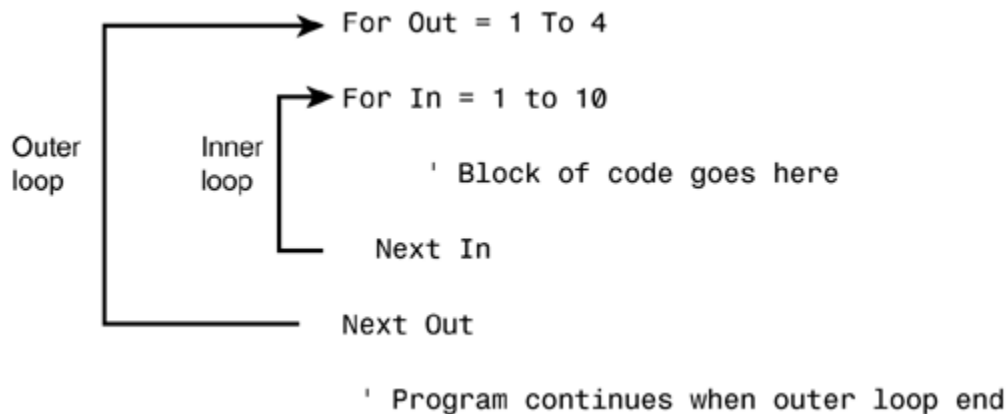 For Out = 1 To 4
For In = 1 to 10
Outer
loop
Inner
loop
' Block of code goes here
Next In
Next Out
' Program continues when outer loop end